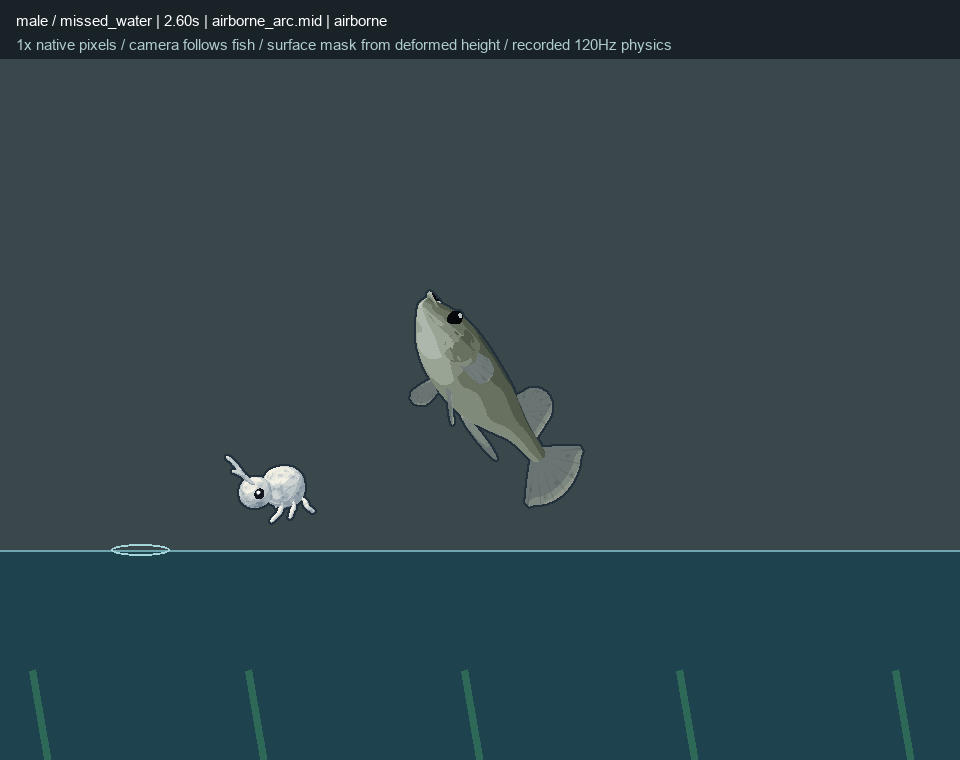 male / missed_water | 2.60s | airborne_arc.mid | airborne
1x native pixels / camera follows fish / surface mask from deformed height / recorded 120Hz physics